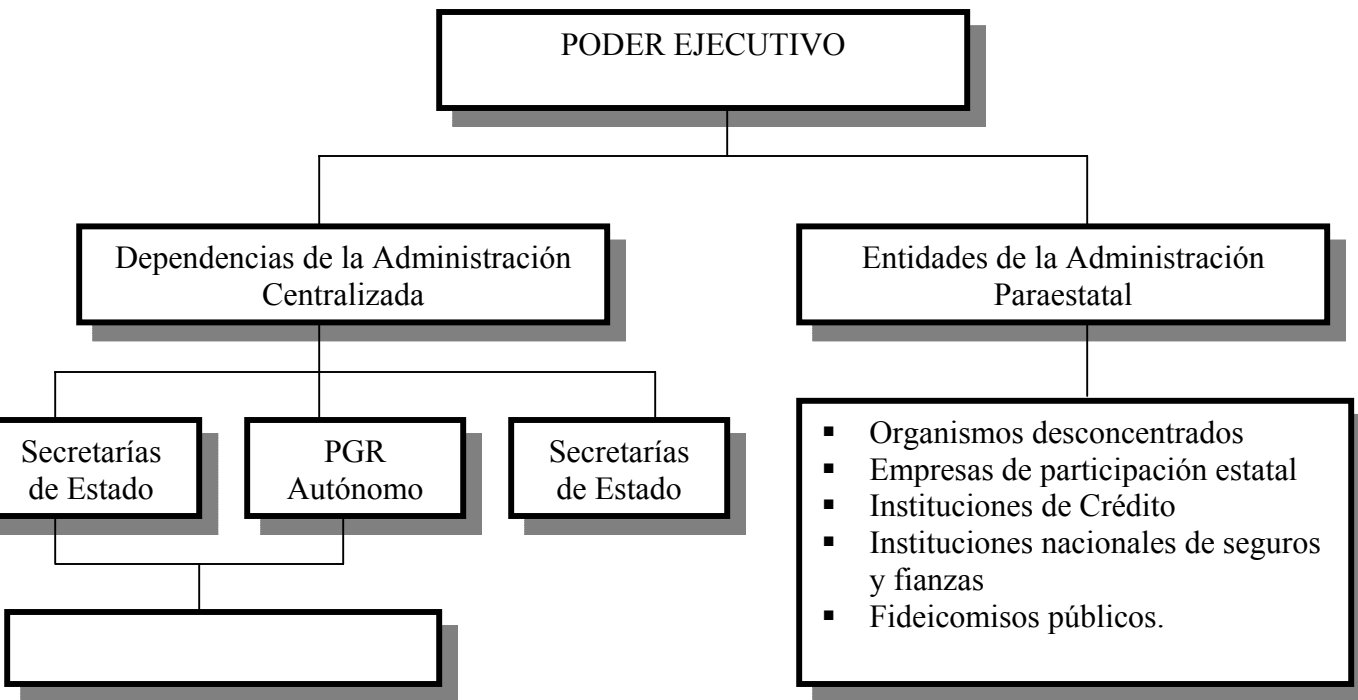 PODER EJECUTIVO
Dependencias de la Administración
Centralizada
Entidades de la Administración
Paraestatal
Secretarías
de Estado
PGR
Autónomo
Secretarías
de Estado
▪ Organismos desconcentrados
▪ Empresas de participación estatal
▪ Instituciones de Crédito
▪ Instituciones nacionales de seguros
y fianzas
▪ Fideicomisos públicos.